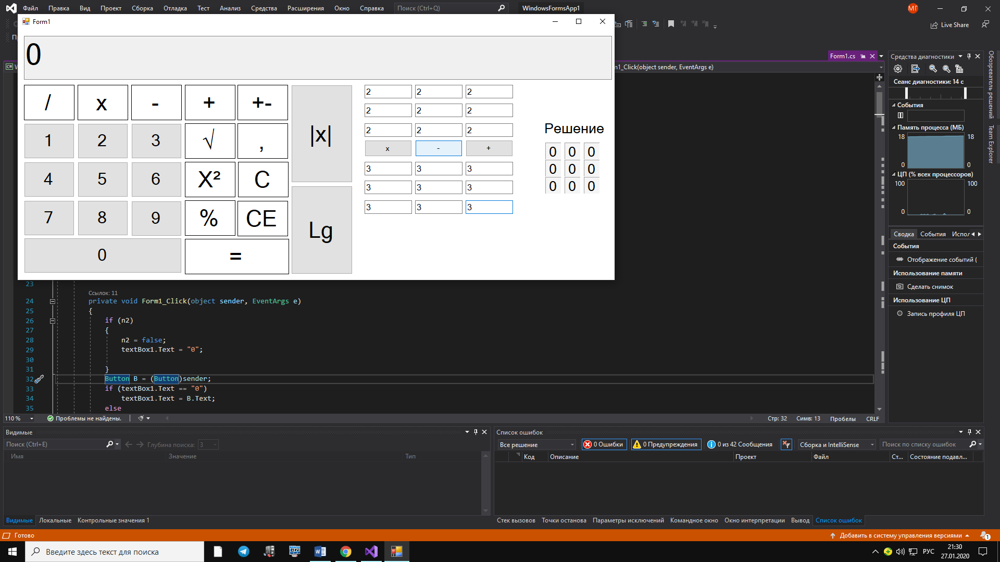 Файл Правка Вид Проект Сборка Отладка Тест Анализ Средства Расширения Окно Справка Поиск (Ctrl+Q) WindowsFormsApp1 МГ
Form1
Live Share
0
Form1.cs
Средства диагностики
m1_Click(object sender, EventArgs e)
Сеанс диагностики: 14 с
/ x - + +-
|x|
2 2 2
2 2 2
2 2 2
x - +
3 3 3
3 3 3
3 3 3
1 2 3 √ ,
4 5 6 X² C
7 8 9 % CE
Lg
0 =
Решение
0 0 0
0 0 0
0 0 0
События
Память процесса (МБ)
18 18
0 0
ЦП (% всех процессоров)
100 100
0 0
Сводка События Испол
События
Отображение событий (
Использование памяти
Сделать снимок
Использование ЦП
Запись профиля ЦП
Обозреватель решений
Team Explorer
23
Ссылок: 11
24 private void Form1_Click(object sender, EventArgs e)
25 {
26 if (n2)
27 {
28 n2 = false;
29 textBox1.Text = "0";
30
31 }
32 Button B = (Button)sender;
33 if (textBox1.Text == "0")
34 textBox1.Text = B.Text;
35 else
110 % Проблемы не найдены. Стр: 32 Симв: 13 Пробелы CRLF
Видимые
Поиск (Ctrl+E) Глубина поиска: 3
Имя Значение Тип
Видимые Локальные Контрольные значения 1
Список ошибок
Все решение 0 Ошибки 0 Предупреждения 0 из 42 Сообщения Сборка и IntelliSense Поиск по списку ошибок
Код Описание Проект Файл Ст... Состояние подавл...
Стек вызовов Точки останова Параметры исключений Командное окно Окно интерпретации Вывод Список ошибок
Готово Добавить в систему управления версиями 1
Введите здесь текст для поиска
РУС 21:30
27.01.2020